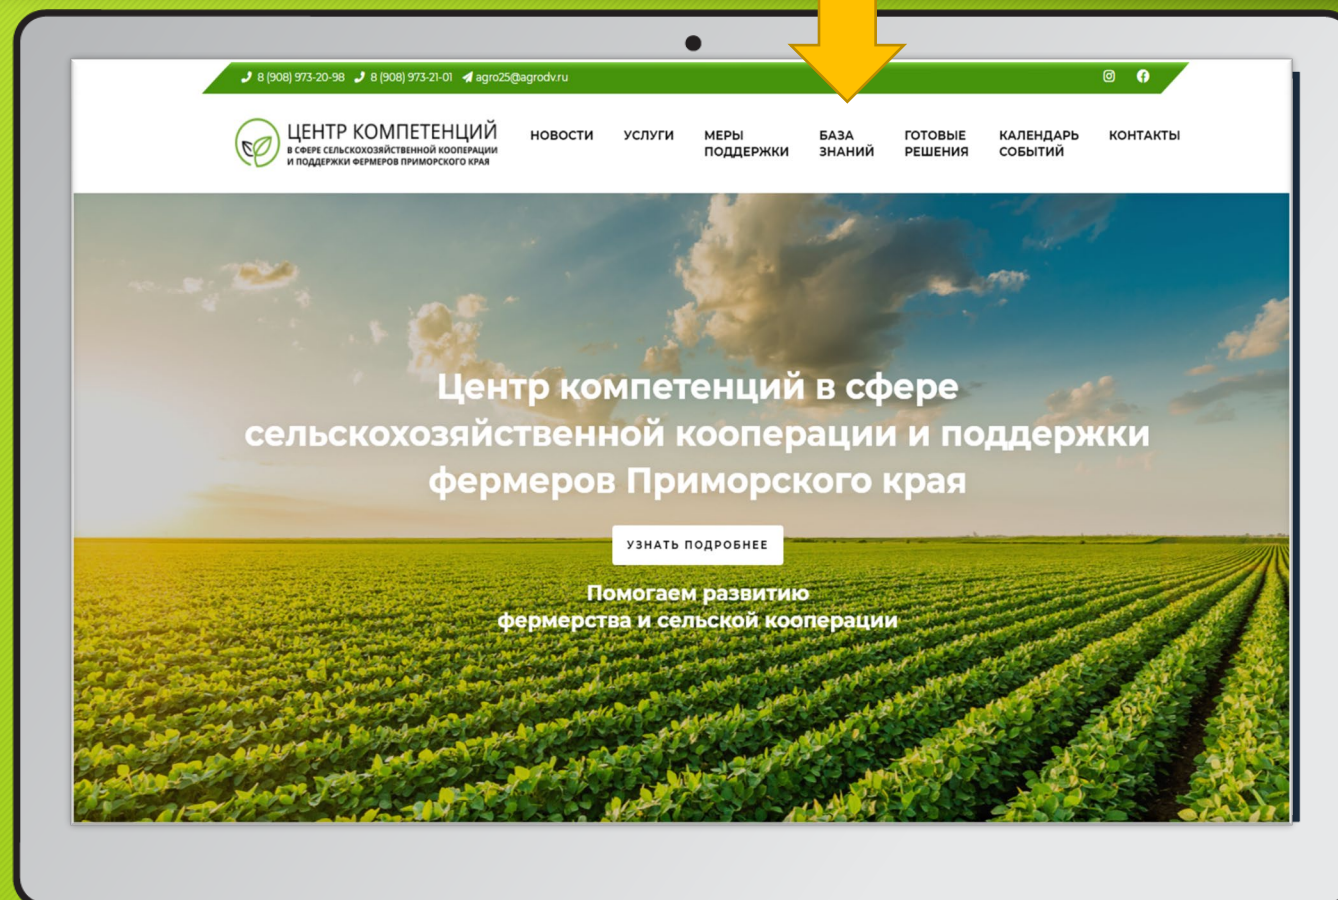 8 (908) 973-20-98 8 (908) 973-21-01 agro25@agrodv.ru
ЦЕНТР КОМПЕТЕНЦИЙ
В СФЕРЕ СЕЛЬСКОХОЗЯЙСТВЕННОЙ КООПЕРАЦИИ
И ПОДДЕРЖКИ ФЕРМЕРОВ ПРИМОРСКОГО КРАЯ
НОВОСТИ
УСЛУГИ
МЕРЫ
ПОДДЕРЖКИ
БАЗА
ЗНАНИЙ
ГОТОВЫЕ
РЕШЕНИЯ
КАЛЕНДАРЬ
СОБЫТИЙ
КОНТАКТЫ
Центр компетенций в сфере
сельскохозяйственной кооперации и поддержки
фермеров Приморского края
УЗНАТЬ ПОДРОБНЕЕ
Помогаем развитию
фермерства и сельской кооперации